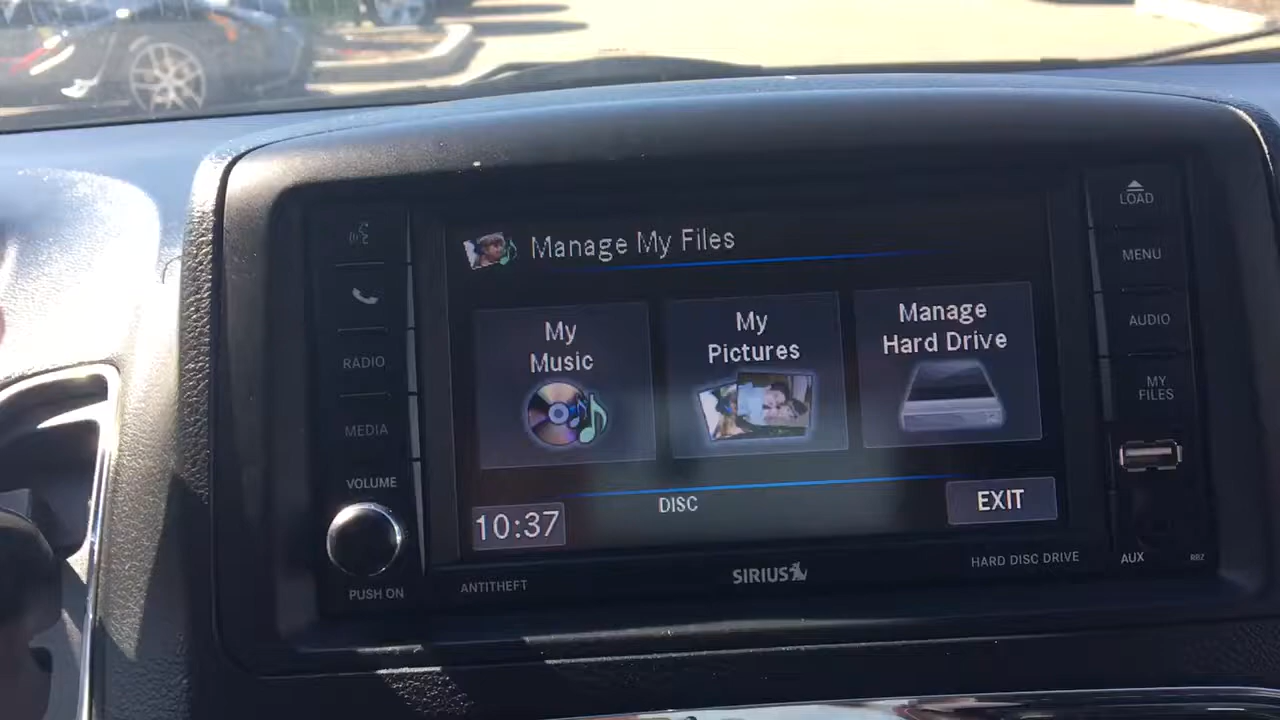 LOAD
MENU
AUDIO
MY
FILES
RADIO
MEDIA
VOLUME
PUSH ON
Manage My Files
My
Music
My
Pictures
Manage
Hard Drive
10:37
DISC
EXIT
ANTITHEFT
SIRIUS
HARD DISC DRIVE
AUX
RBZ